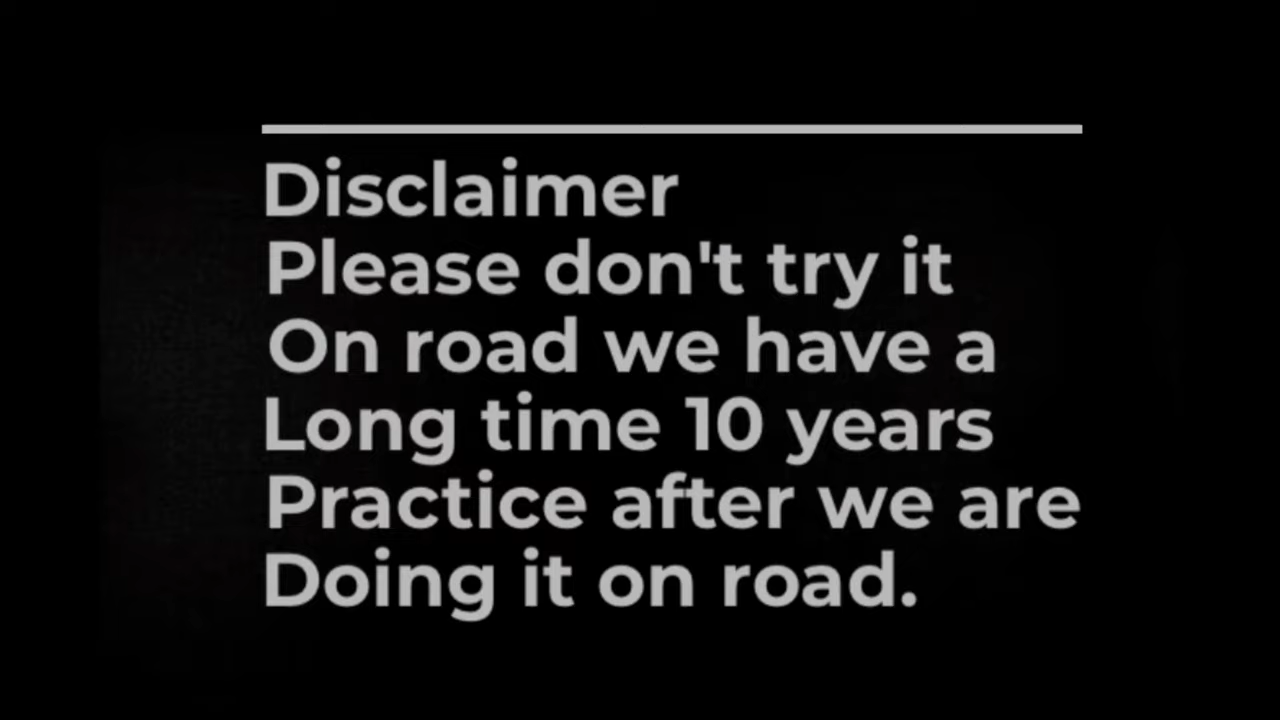 Disclaimer
Please don't try it
On road we have a
Long time 10 years
Practice after we are
Doing it on road.